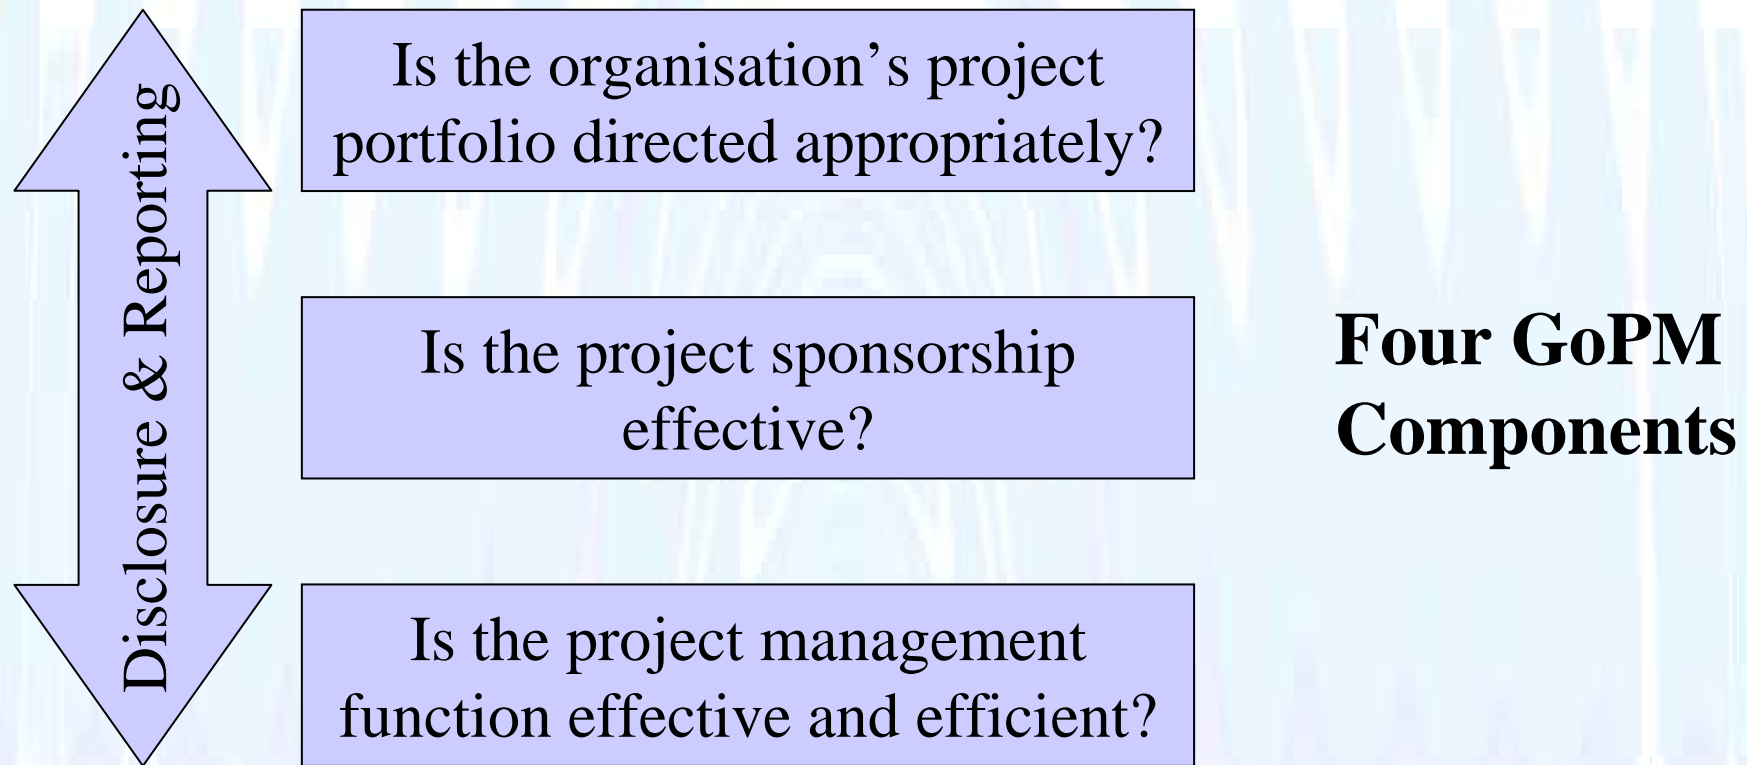 Disclosure & Reporting
Is the organisation’s project
portfolio directed appropriately?
Is the project sponsorship
effective?
Is the project management
function effective and efficient?
Four GoPM
Components